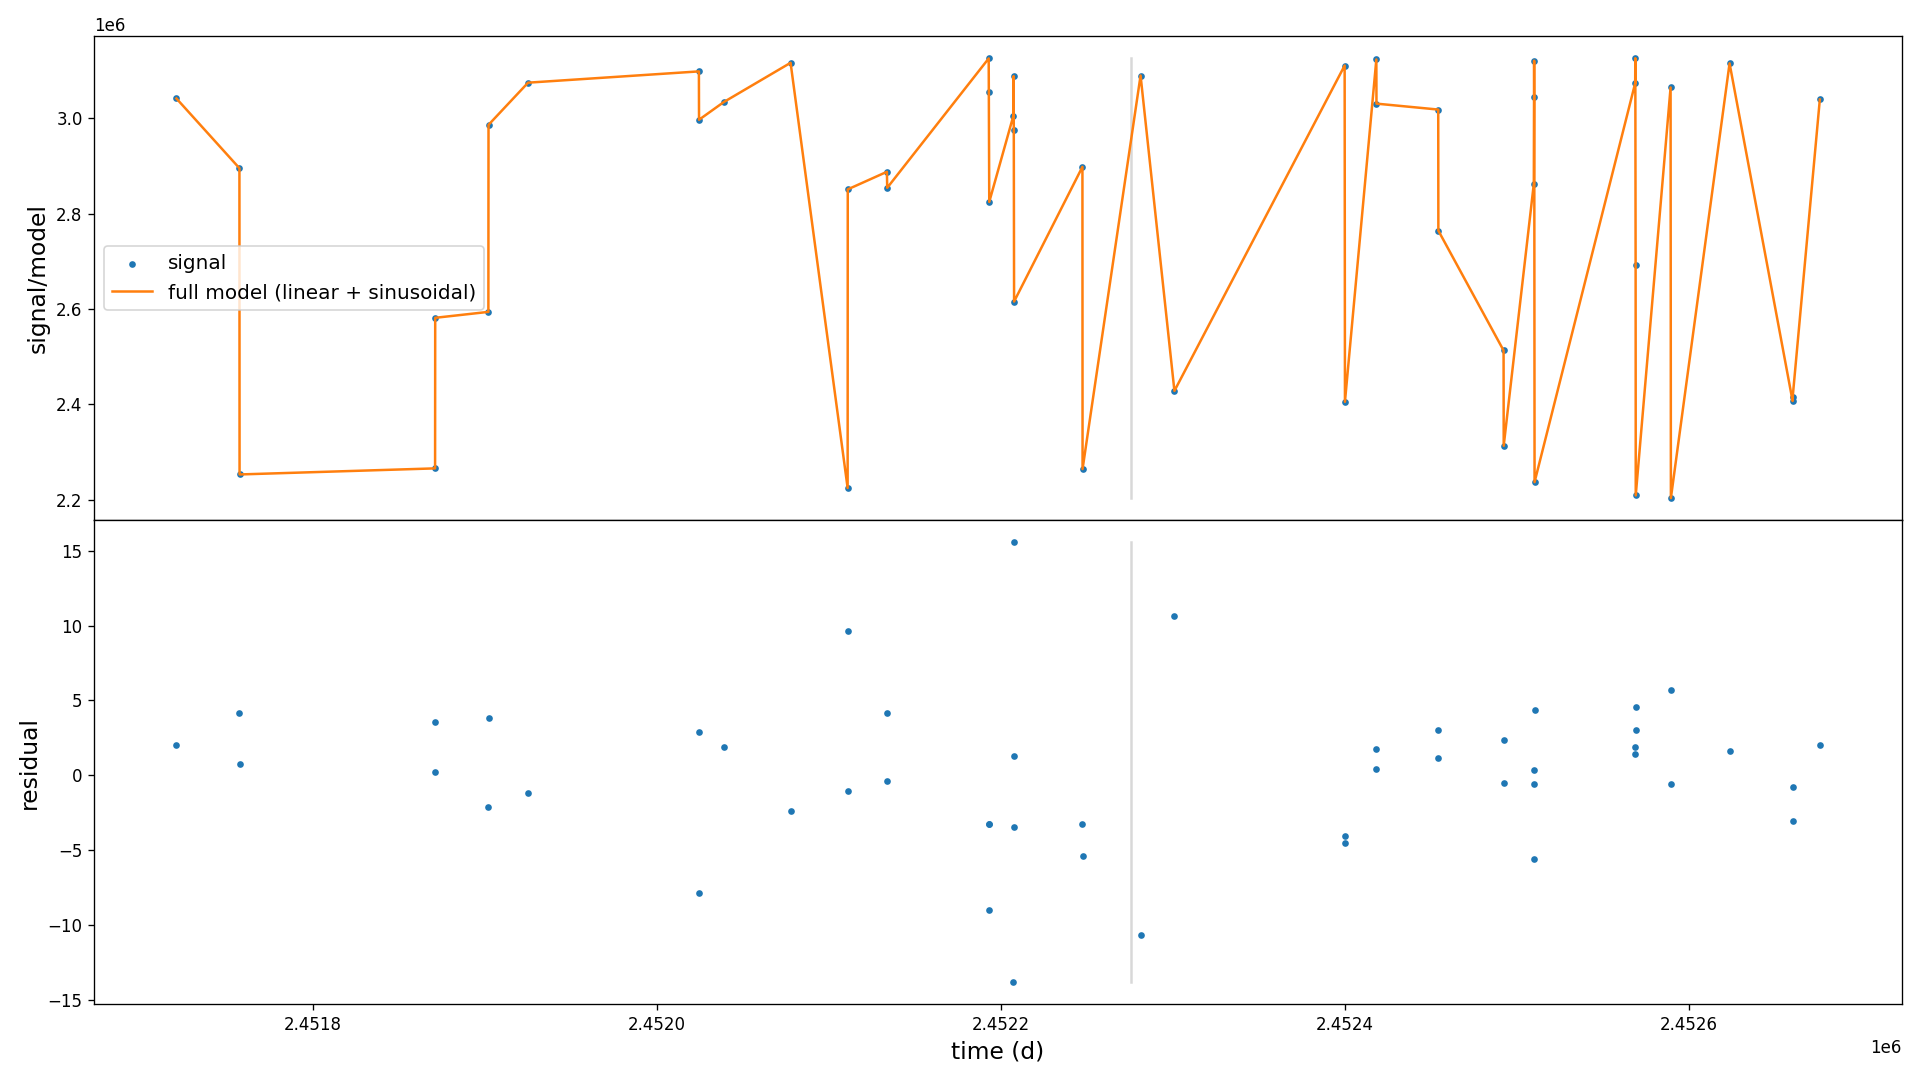 1e6
signal/model
3.0
2.8
2.6
2.4
2.2
signal
full model (linear + sinusoidal)
residual
15
10
5
0
−5
−10
−15
2.4518
2.4520
2.4522
2.4524
2.4526
time (d)
1e6